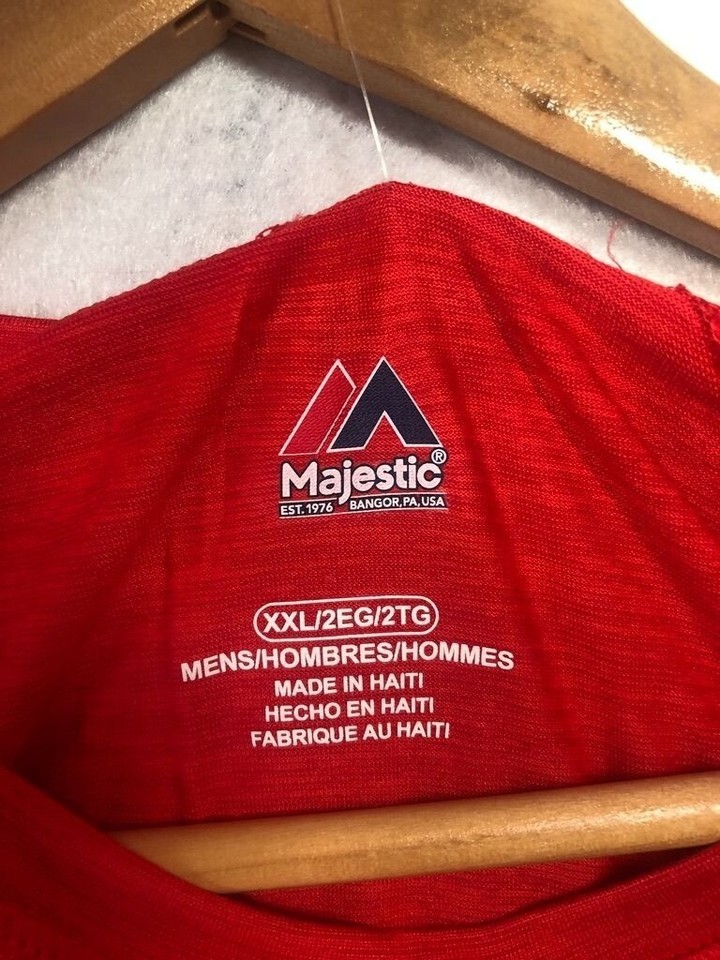 Majestic®
EST. 1976 BANGOR, PA, USA
XXL/2EG/2TG
MENS/HOMBRES/HOMMES
MADE IN HAITI
HECHO EN HAITI
FABRIQUE AU HAITI